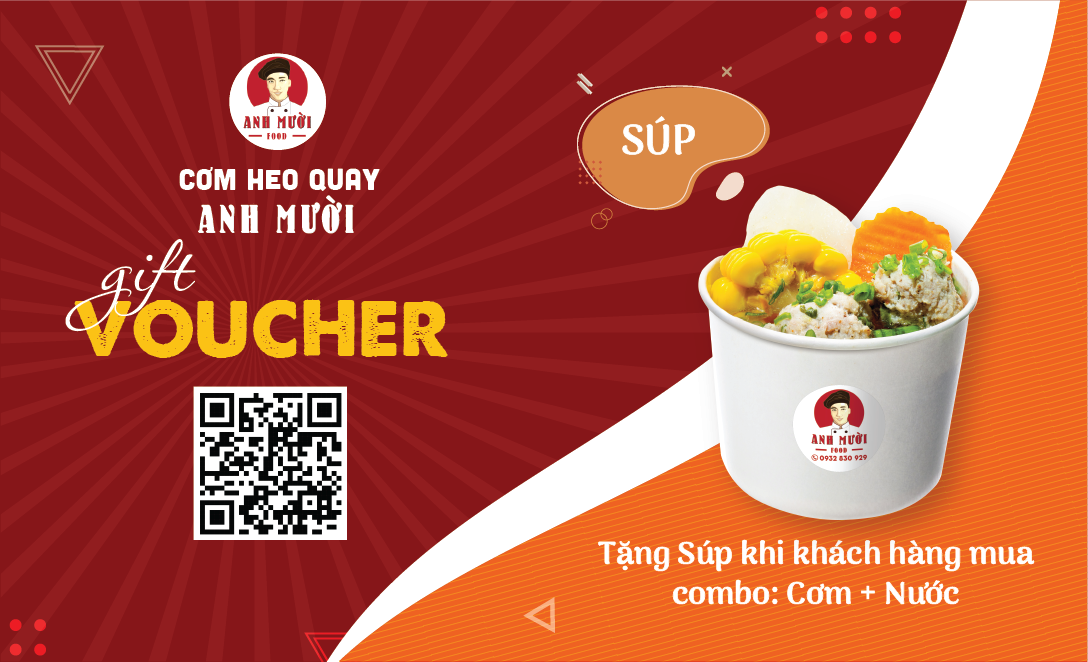 ANH MƯỜI
FOOD
CƠM HEO QUAY
ANH MƯỜI
gift
VOUCHER
SÚP
ANH MƯỜI
FOOD
0932 830 929
Tặng Súp khi khách hàng mua
combo: Cơm + Nước